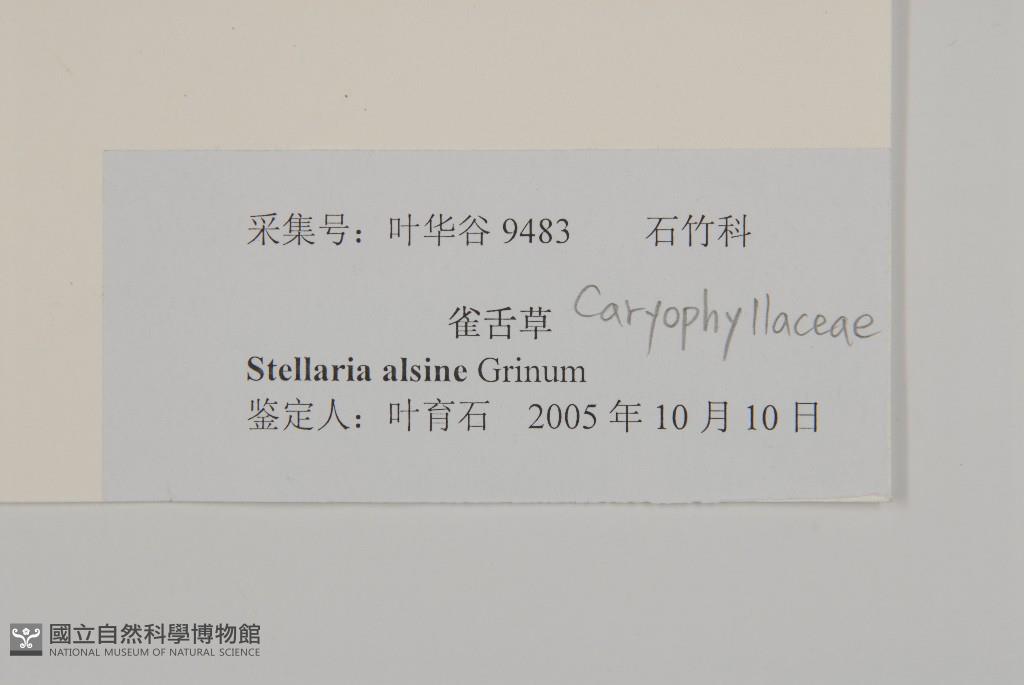 采集号：叶华谷 9483 石竹科
雀舌草 Caryophyllaceae
Stellaria alsine Grinum
鉴定人：叶育石 2005 年 10 月 10 日
國立自然科學博物館
NATIONAL MUSEUM OF NATURAL SCIENCE